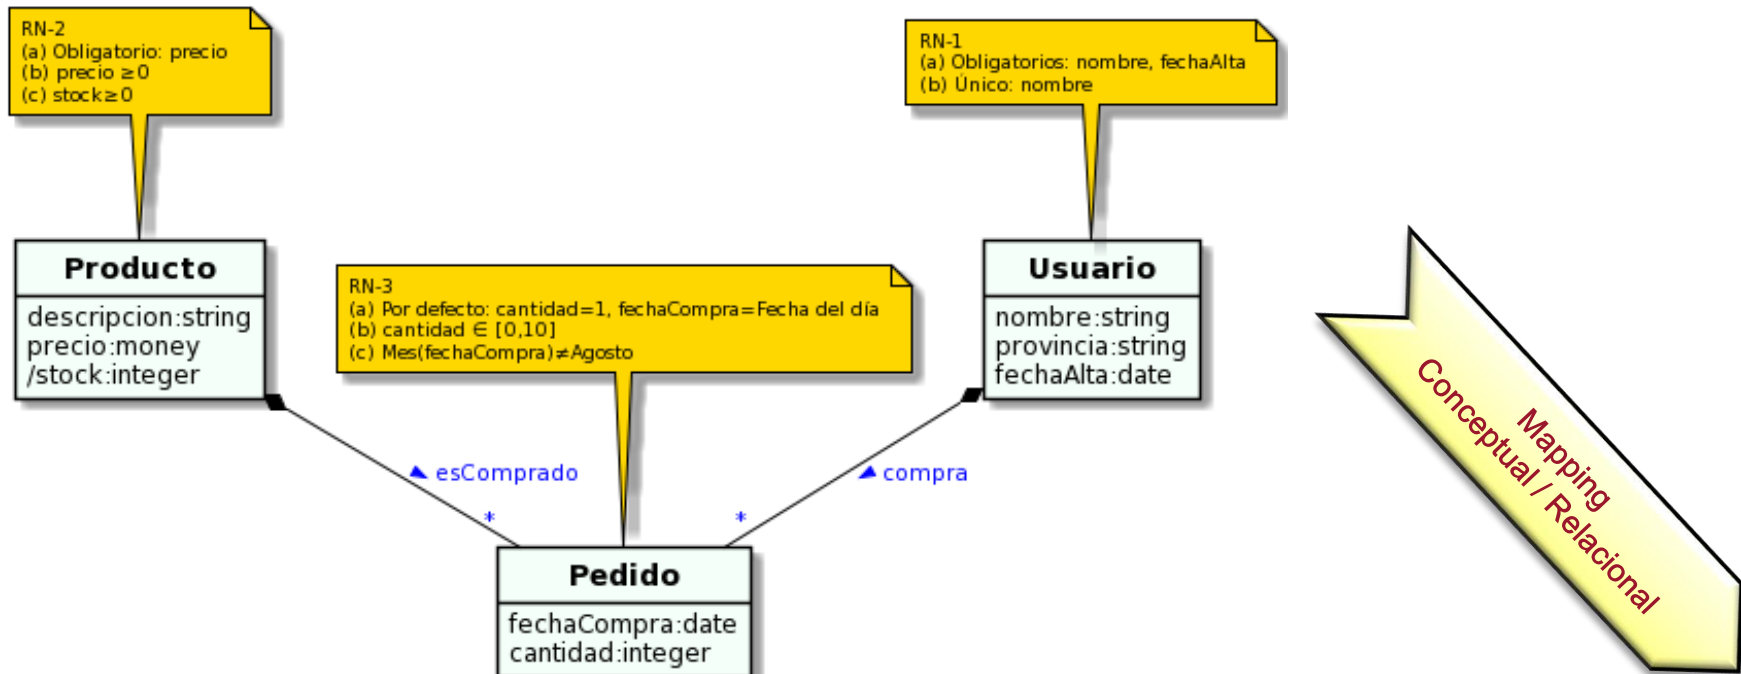 RN-2
(a) Obligatorio: precio
(b) precio ≥0
(c) stock≥0
RN-1
(a) Obligatorios: nombre, fechaAlta
(b) Único: nombre
Producto
descripcion:string
precio:money
/stock:integer
RN-3
(a) Por defecto: cantidad=1, fechaCompra=Fecha del día
(b) cantidad ∈ [0,10]
(c) Mes(fechaCompra)≠Agosto
Usuario
nombre:string
provincia:string
fechaAlta:date
Mapping
Conceptual / Relacional
esComprado
compra
*
*
Pedido
fechaCompra:date
cantidad:integer